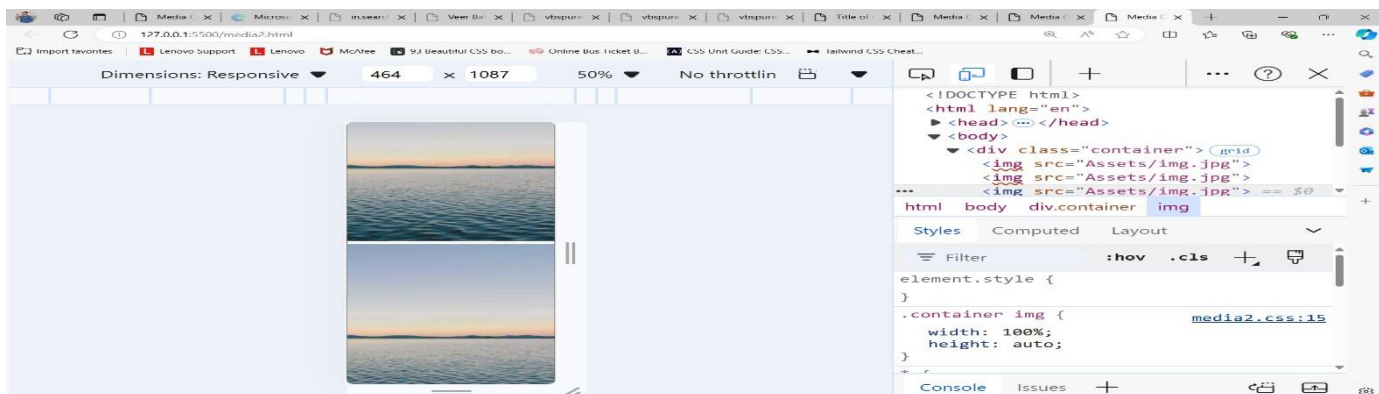 Media C Microso in.searc Veer Ba vbspure vbspure vbspure Title of Media C Media C Media C
127.0.0.1:5500/media2.html
Import favorites Lenovo Support Lenovo McAfee 93 Beautiful CSS bo... Online Bus Ticket B... CSS Unit Guide: CSS... Tailwind CSS Cheat...
Dimensions: Responsive 464 x 1087 50% No throttlin
<!DOCTYPE html>
<html lang="en">
<head> ... </head>
<body>
<div class="container"> grid
<img src="Assets/img.jpg">
<img src="Assets/img.jpg">
... <img src="Assets/img.jpg"> == $0
html body div.container img
Styles Computed Layout
Filter :hov .cls
element.style {
}
.container img { media2.css:15
width: 100%;
height: auto;
}
* {
Console Issues